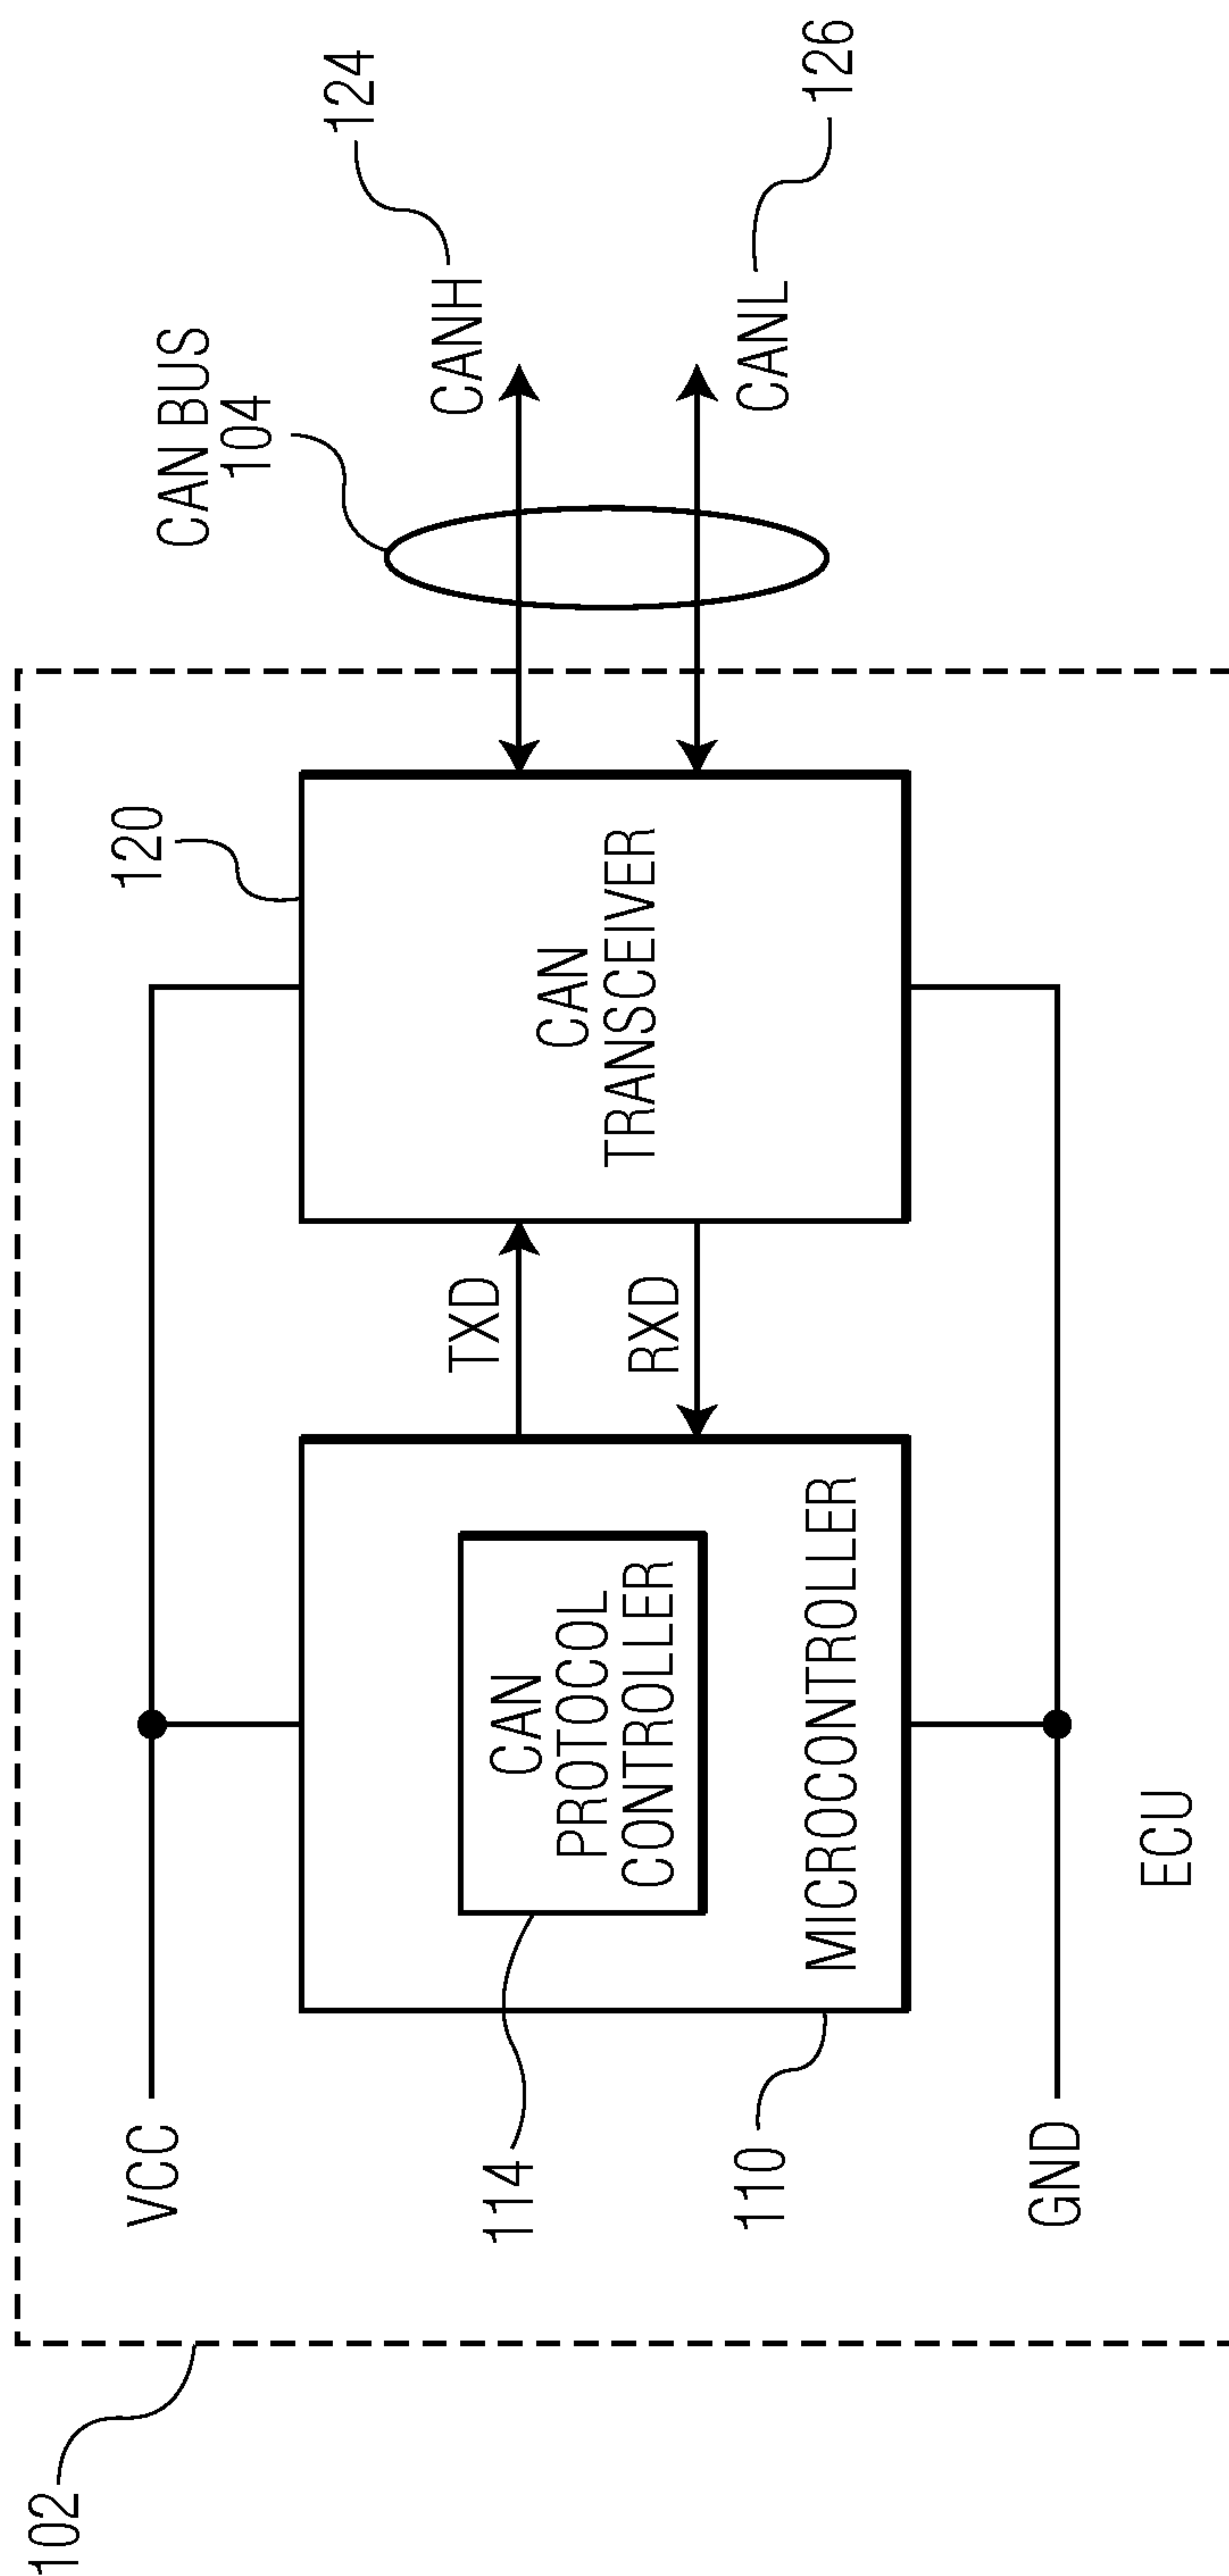 102
VCC
114
110
GND
CAN
PROTOCOL
CONTROLLER
MICROCONTROLLER
ECU
TXD
RXD
120
CAN
TRANSCEIVER
CAN BUS
104
CANH
124
CANL
126